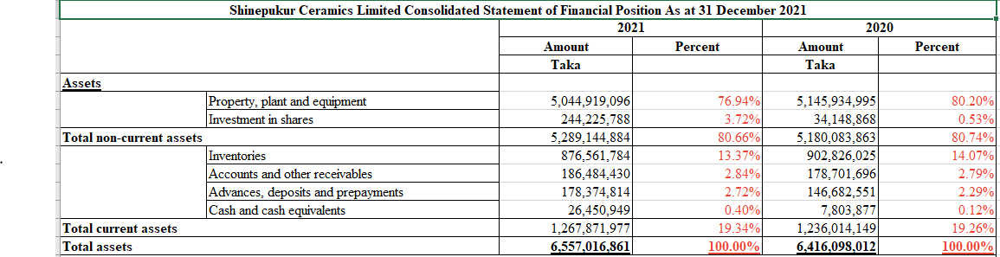 Shinepukur Ceramics Limited Consolidated Statement of Financial Position As at 31 December 2021
2021 2020
Amount Percent Amount Percent
Taka Taka
Assets
Property, plant and equipment 5,044,919,096 76.94% 5,145,934,995 80.20%
Investment in shares 244,225,788 3.72% 34,148,868 0.53%
Total non-current assets 5,289,144,884 80.66% 5,180,083,863 80.74%
Inventories 876,561,784 13.37% 902,826,025 14.07%
Accounts and other receivables 186,484,430 2.84% 178,701,696 2.79%
Advances, deposits and prepayments 178,374,814 2.72% 146,682,551 2.29%
Cash and cash equivalents 26,450,949 0.40% 7,803,877 0.12%
Total current assets 1,267,871,977 19.34% 1,236,014,149 19.26%
Total assets 6,557,016,861 100.00% 6,416,098,012 100.00%